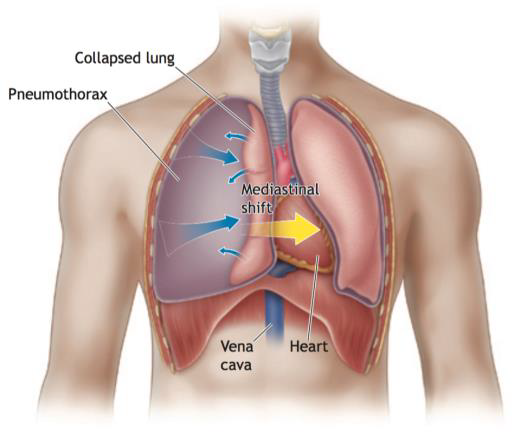 Collapsed lung
Pneumothorax
Mediastinal
shift
Vena
cava
Heart